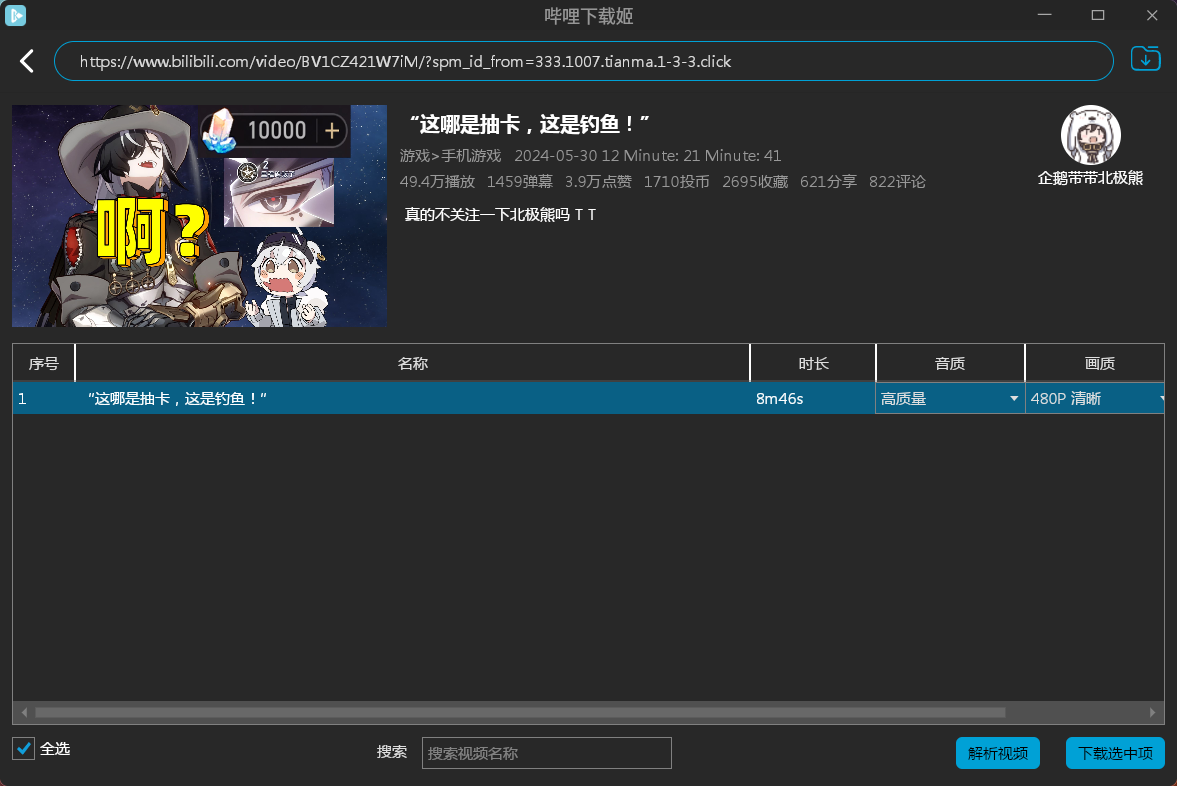 哔哩下载姬
https://www.bilibili.com/video/BV1CZ421W7iM/?spm_id_from=333.1007.tianma.1-3-3.click
10000 +
2
啊？
“这哪是抽卡，这是钓鱼！”
游戏>手机游戏 2024-05-30 12 Minute: 21 Minute: 41
49.4万播放 1459弹幕 3.9万点赞 1710投币 2695收藏 621分享 822评论
真的不关注一下北极熊吗 T T
企鹅带带北极熊
序号 名称 时长 音质 画质
1 “这哪是抽卡，这是钓鱼！” 8m46s 高质量 480P 清晰
全选 搜索 搜索视频名称 解析视频 下载选中项